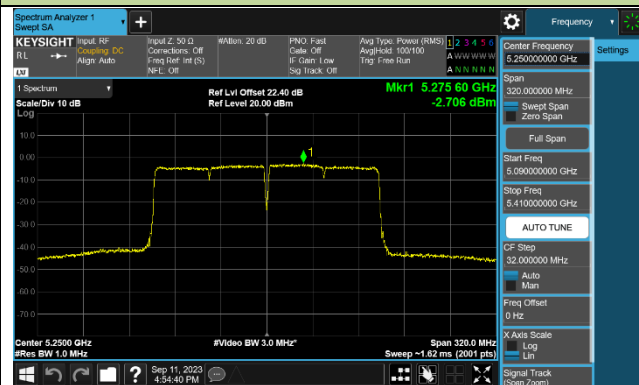 Spectrum Analyzer 1
Swept SA
Frequency
KEYSIGHT
RL
LXI
Input: RF
Coupling: DC
Align: Auto
Input Z: 50 Ω
Corrections: Off
Freq Ref: Int (S)
NFE: Off
#Atten: 20 dB
PNO: Fast
Gate: Off
IF Gain: Low
Sig Track: Off
Avg Type: Power (RMS)
Avg|Hold: 100/100
Trig: Free Run
1 2 3 4 5 6
A W W W W W
A N N N N N
1 Spectrum
Scale/Div 10 dB
Log
Ref Lvl Offset 22.40 dB
Ref Level 20.00 dBm
Mkr1 5.275 60 GHz
-2.706 dBm
10.0
0.00
-10.0
-20.0
-30.0
-40.0
-50.0
-60.0
-70.0
1
Center 5.2500 GHz
#Res BW 1.0 MHz
#Video BW 3.0 MHz*
Span 320.0 MHz
Sweep ~1.62 ms (2001 pts)
Sep 11, 2023
4:54:40 PM
Center Frequency
5.250000000 GHz
Span
320.000000 MHz
Swept Span
Zero Span
Full Span
Start Freq
5.090000000 GHz
Stop Freq
5.410000000 GHz
AUTO TUNE
CF Step
32.000000 MHz
Auto
Man
Freq Offset
0 Hz
X Axis Scale
Log
Lin
Signal Track
(Span Zoom)
Settings